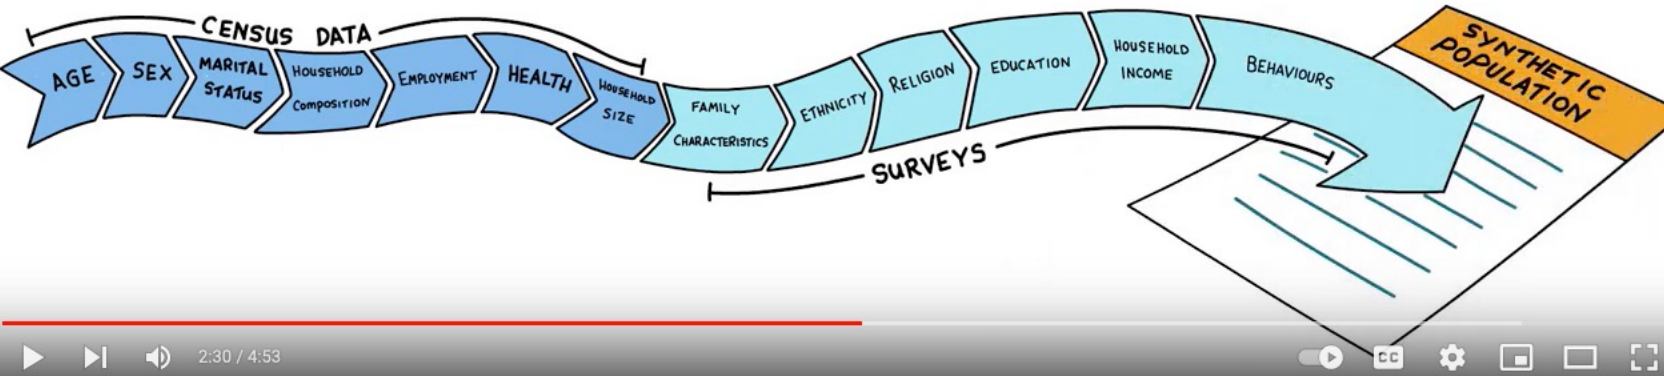 CENSUS DATA
AGE
SEX
MARITAL
STATUS
HOUSEHOLD
COMPOSITION
EMPLOYMENT
HEALTH
HOUSEHOLD
SIZE
FAMILY
CHARACTERISTICS
ETHNICITY
RELIGION
EDUCATION
HOUSEHOLD
INCOME
BEHAVIOURS
SURVEYS
SYNTHETIC
POPULATION
2:30 / 4:53
CC